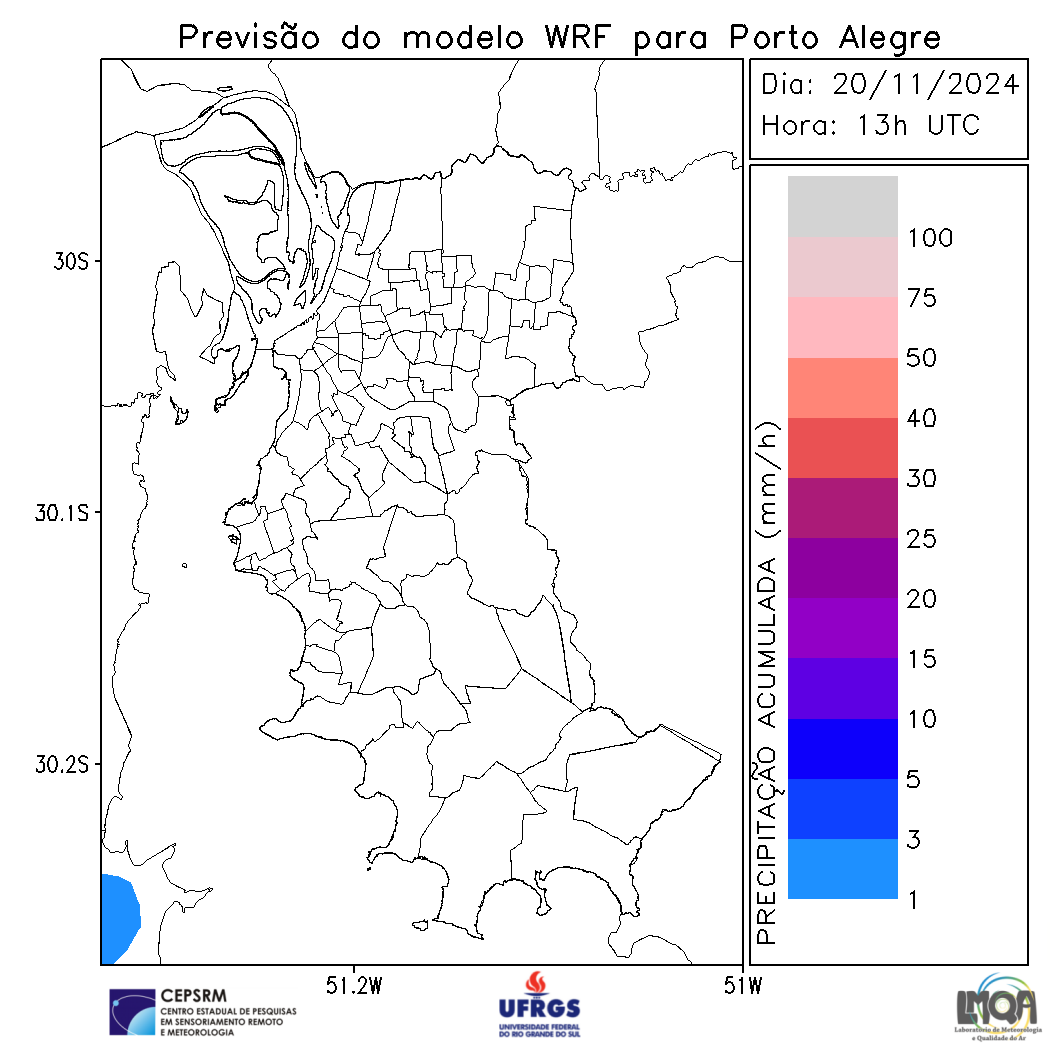 Previsão do modelo WRF para Porto Alegre
Dia: 20/11/2024
Hora: 13h UTC
30S
30.1S
30.2S
51.2W
51W
PRECIPITAÇÃO ACUMULADA (mm/h)
100
75
50
40
30
25
20
15
10
5
3
1
CEPSRM
CENTRO ESTADUAL DE PESQUISAS
EM SENSORIAMENTO REMOTO
E METEOROLOGIA
UFRGS
UNIVERSIDADE FEDERAL
DO RIO GRANDE DO SUL
LMQA
Laboratório de Meteorologia
e Qualidade do Ar